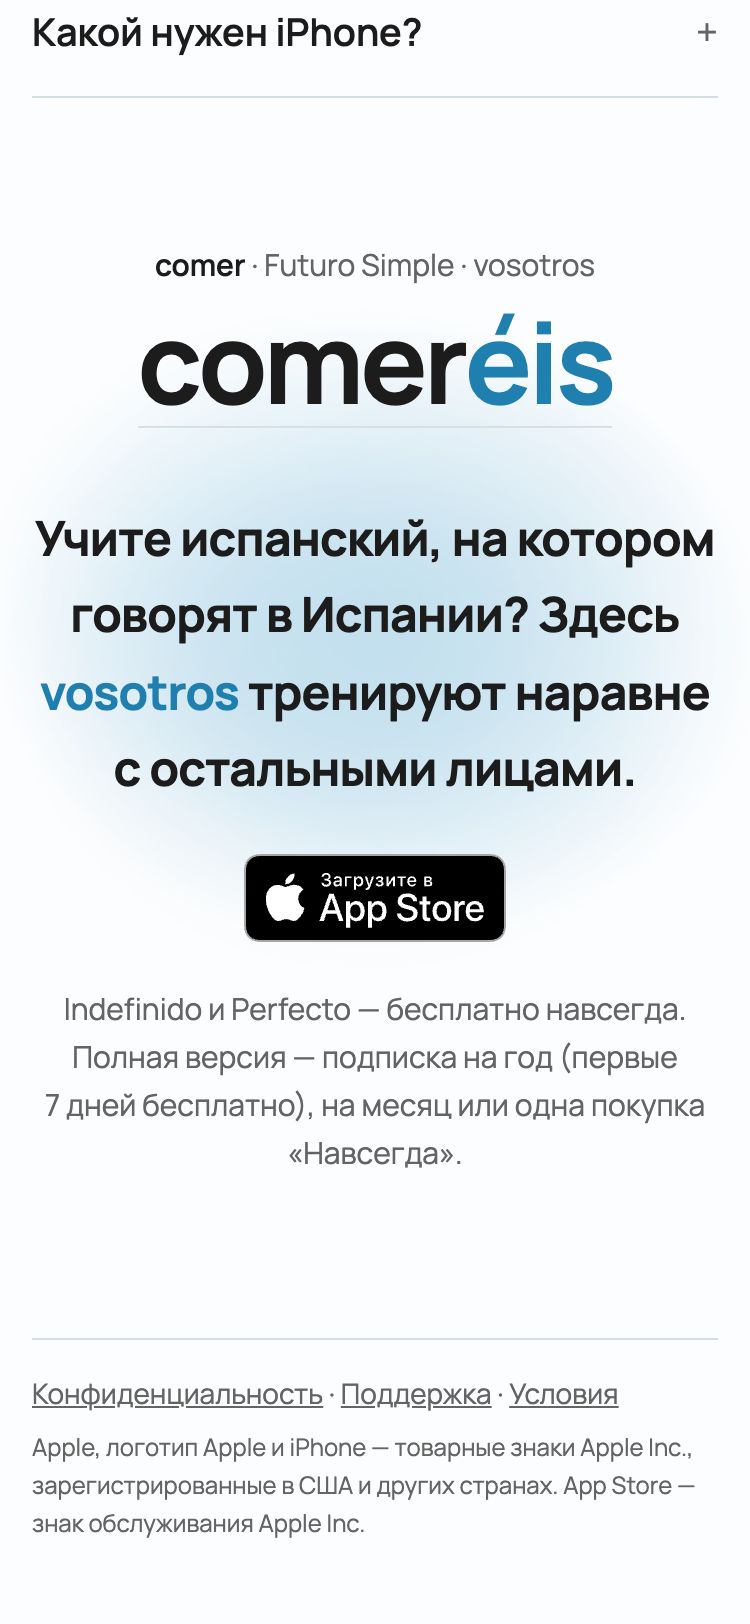 Какой нужен iPhone? +
comer · Futuro Simple · vosotros
comeréis
Учите испанский, на котором
говорят в Испании? Здесь
vosotros тренируют наравне
с остальными лицами.
Загрузите в
App Store
Indefinido и Perfecto — бесплатно навсегда.
Полная версия — подписка на год (первые
7 дней бесплатно), на месяц или одна покупка
«Навсегда».
Конфиденциальность · Поддержка · Условия
Apple, логотип Apple и iPhone — товарные знаки Apple Inc.,
зарегистрированные в США и других странах. App Store —
знак обслуживания Apple Inc.